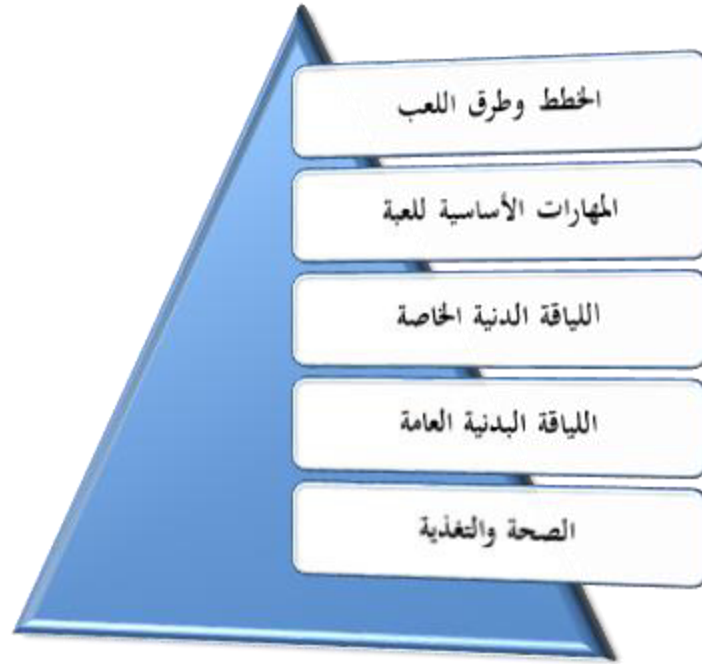 الخطط وطرق اللعب
المهارات الأساسية للعبة
اللياقة الدنية الخاصة
اللياقة البدنية العامة
الصحة والتغذية